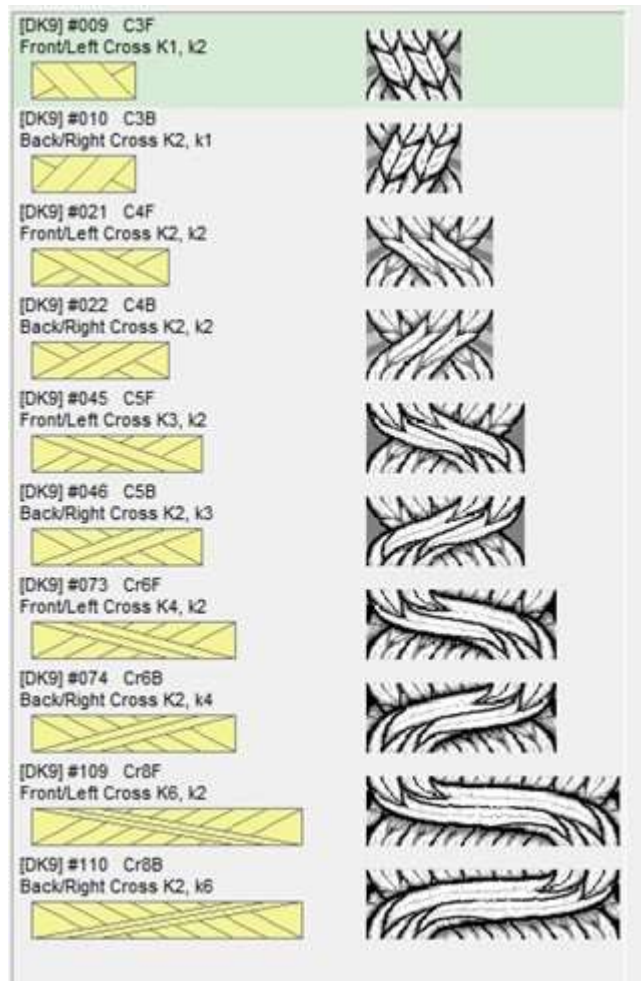 [DK9] #009 C3F
Front/Left Cross K1, k2
[DK9] #010 C3B
Back/Right Cross K2, k1
[DK9] #021 C4F
Front/Left Cross K2, k2
[DK9] #022 C4B
Back/Right Cross K2, k2
[DK9] #045 C5F
Front/Left Cross K3, k2
[DK9] #046 C5B
Back/Right Cross K2, k3
[DK9] #073 Cr6F
Front/Left Cross K4, k2
[DK9] #074 Cr6B
Back/Right Cross K2, k4
[DK9] #109 Cr8F
Front/Left Cross K6, k2
[DK9] #110 Cr8B
Back/Right Cross K2, k6